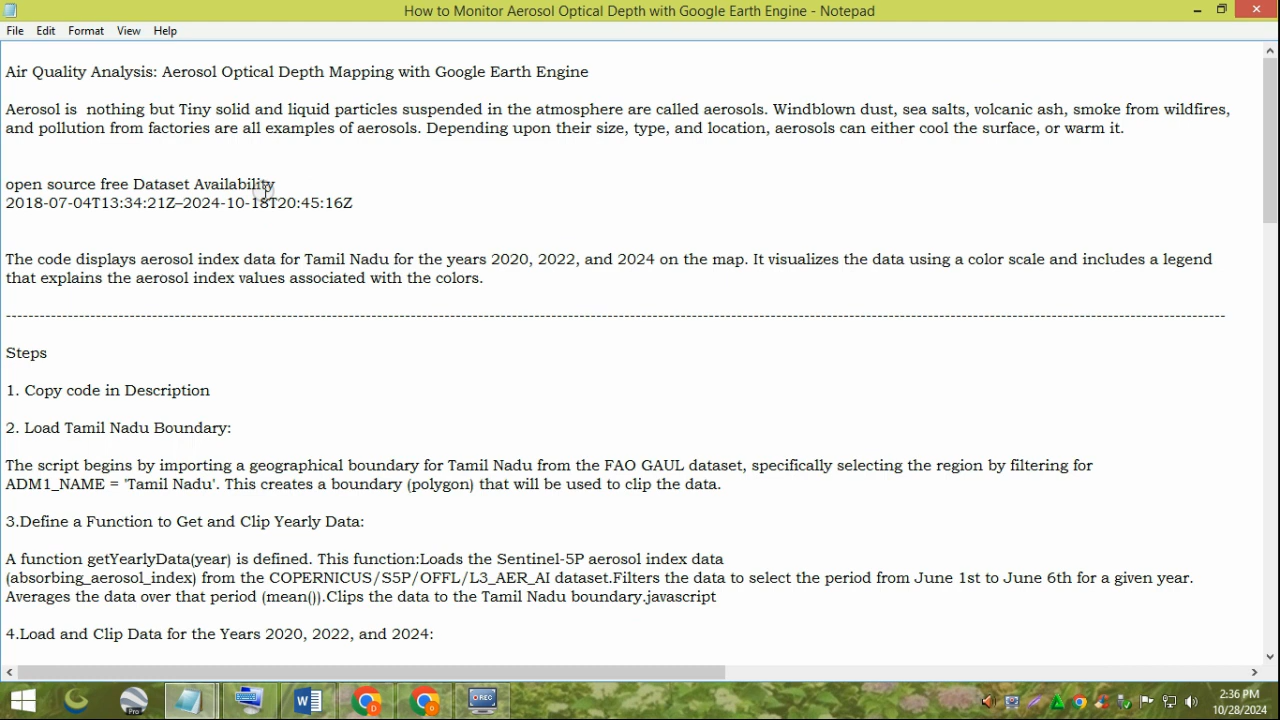 How to Monitor Aerosol Optical Depth with Google Earth Engine - Notepad
File Edit Format View Help
Air Quality Analysis: Aerosol Optical Depth Mapping with Google Earth Engine
Aerosol is  nothing but Tiny solid and liquid particles suspended in the atmosphere are called aerosols. Windblown dust, sea salts, volcanic ash, smoke from wildfires,
and pollution from factories are all examples of aerosols. Depending upon their size, type, and location, aerosols can either cool the surface, or warm it.
open source free Dataset Availability
2018-07-04T13:34:21Z–2024-10-18T20:45:16Z
The code displays aerosol index data for Tamil Nadu for the years 2020, 2022, and 2024 on the map. It visualizes the data using a color scale and includes a legend
that explains the aerosol index values associated with the colors.
--------------------------------------------------------------------------------------------------------------------------------------------------------------------
Steps
1. Copy code in Description
2. Load Tamil Nadu Boundary:
The script begins by importing a geographical boundary for Tamil Nadu from the FAO GAUL dataset, specifically selecting the region by filtering for
ADM1_NAME = 'Tamil Nadu'. This creates a boundary (polygon) that will be used to clip the data.
3.Define a Function to Get and Clip Yearly Data:
A function getYearlyData(year) is defined. This function:Loads the Sentinel-5P aerosol index data
(absorbing_aerosol_index) from the COPERNICUS/S5P/OFFL/L3_AER_AI dataset.Filters the data to select the period from June 1st to June 6th for a given year.
Averages the data over that period (mean()).Clips the data to the Tamil Nadu boundary.javascript
4.Load and Clip Data for the Years 2020, 2022, and 2024:
Pro
W
REC
2:36 PM
10/28/2024